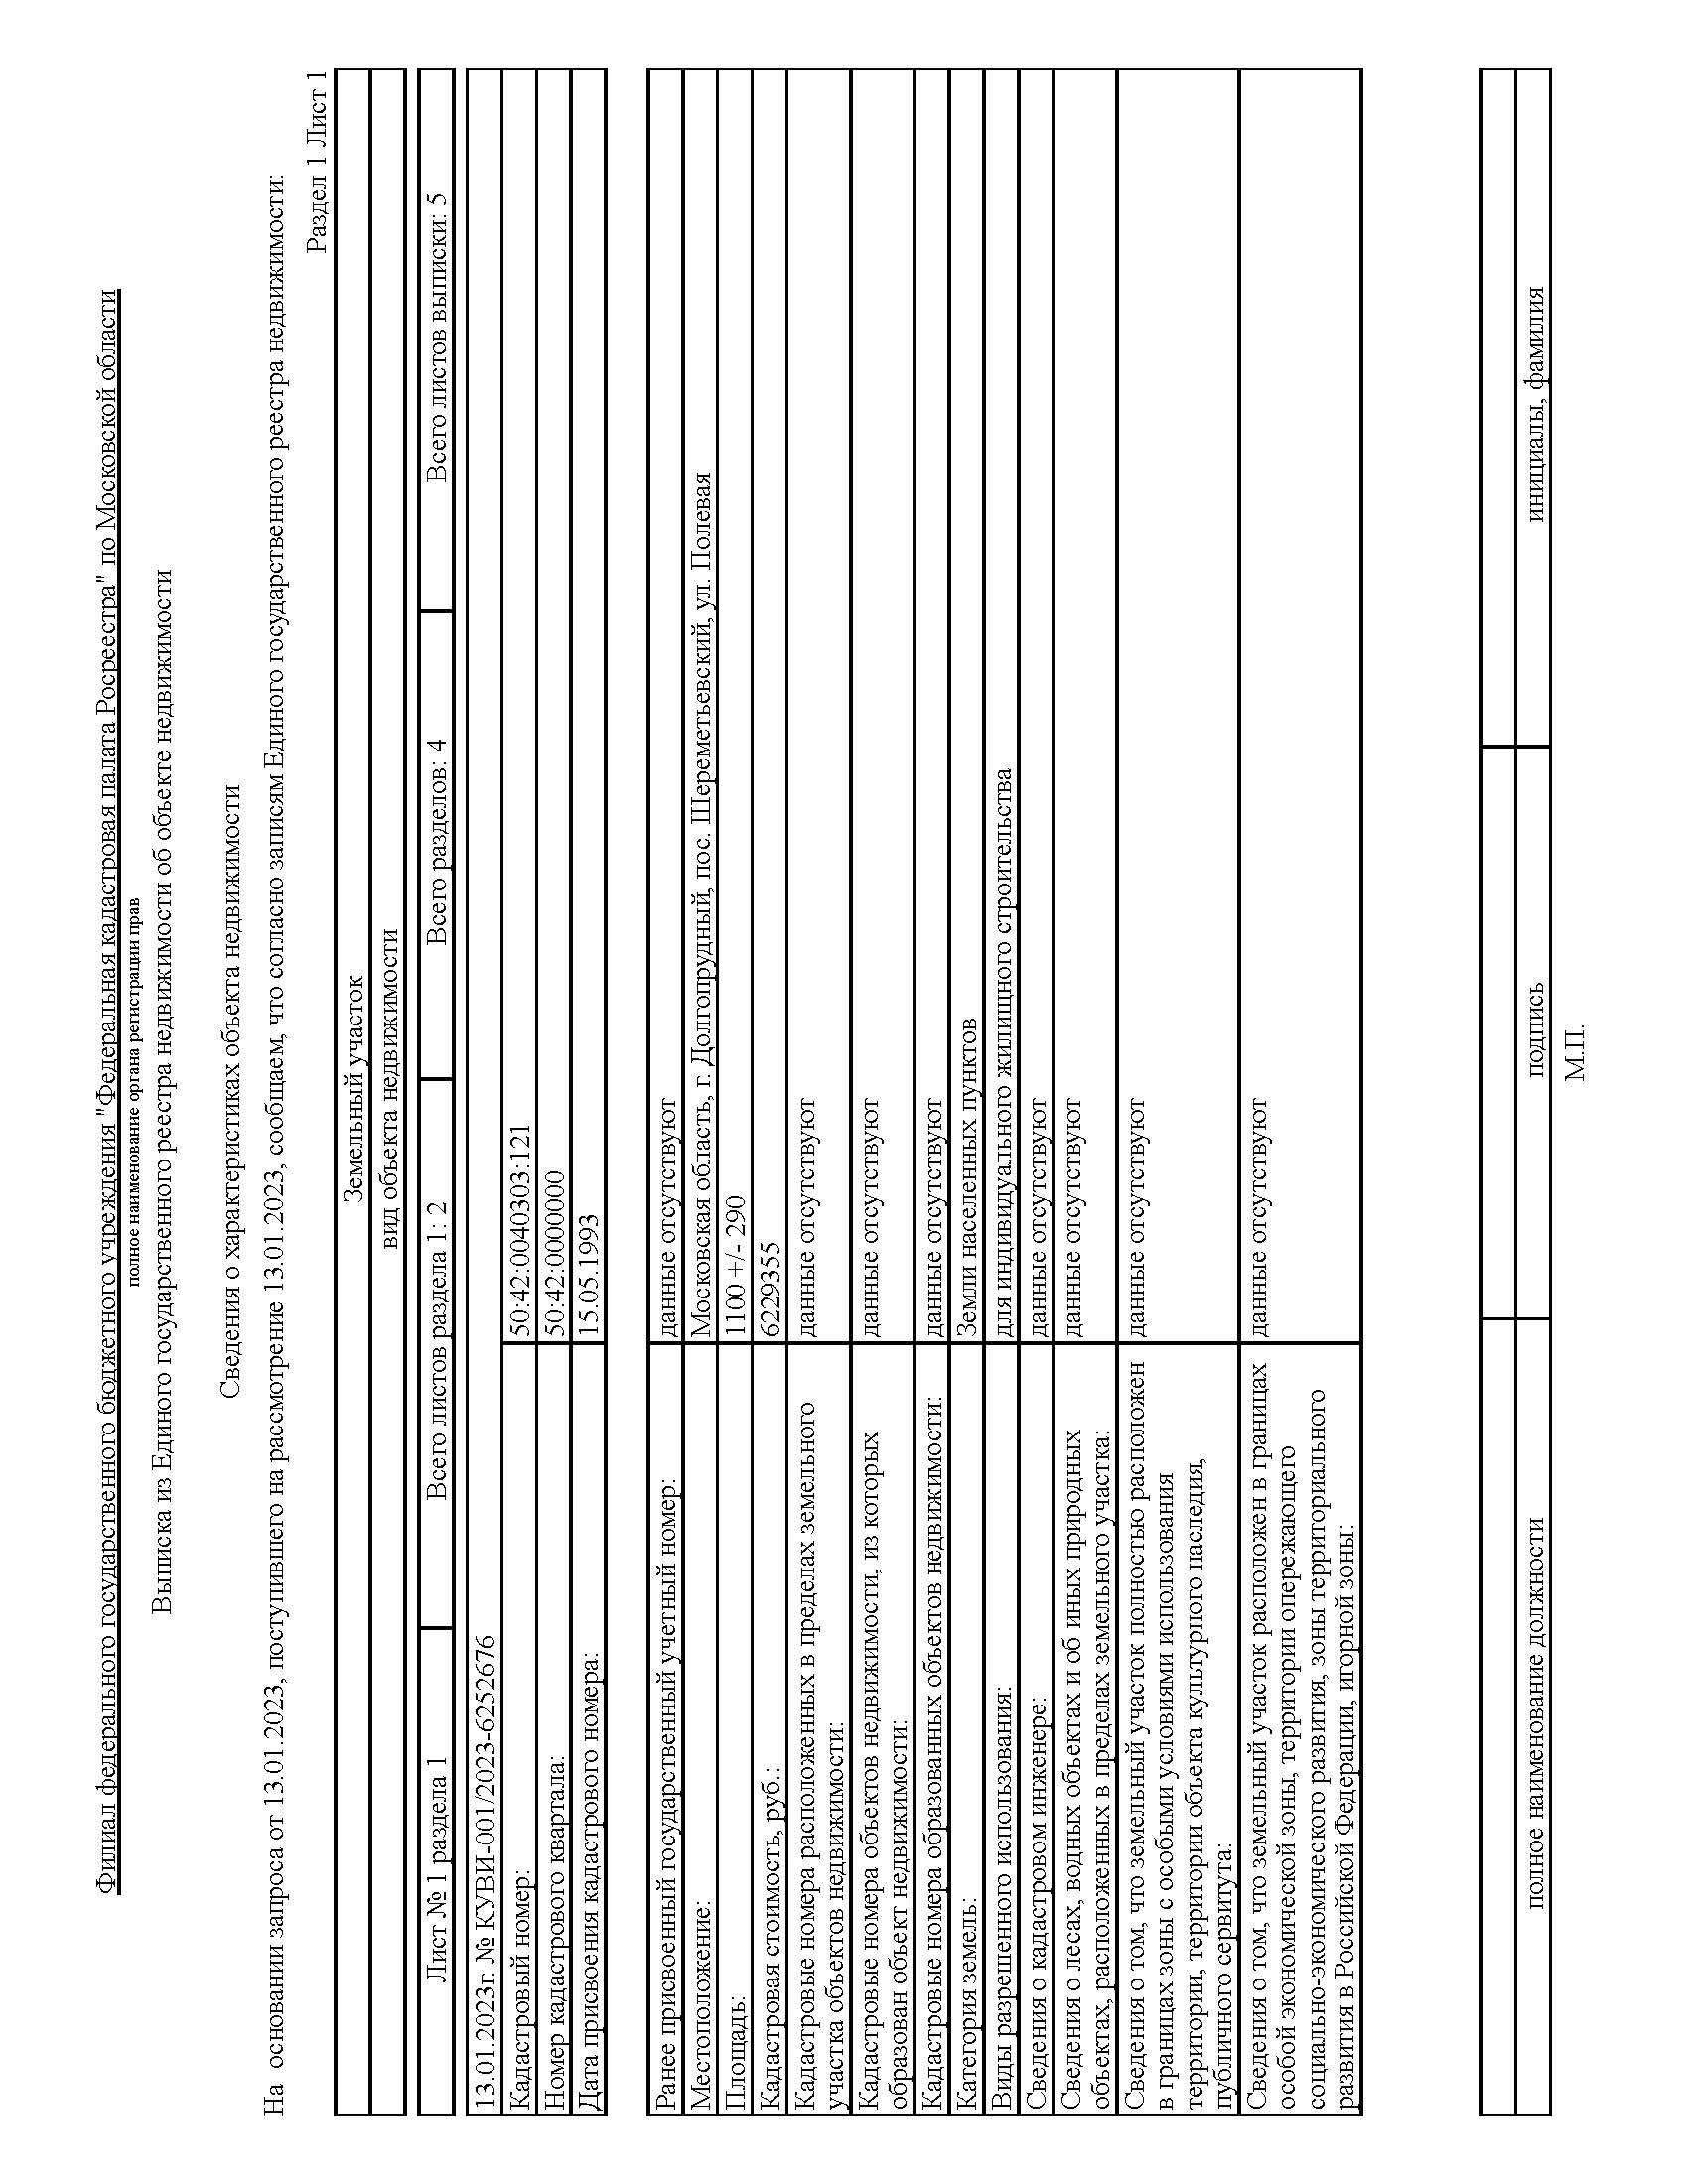 Филиал федерального государственного бюджетного учреждения "Федеральная кадастровая палата Росреестра" по Московской области
полное наименование органа регистрации прав
Выписка из Единого государственного реестра недвижимости об объекте недвижимости
Сведения о характеристиках объекта недвижимости
На основании запроса от 13.01.2023, поступившего на рассмотрение 13.01.2023, сообщаем, что согласно записям Единого государственного реестра недвижимости:
Раздел 1 Лист 1
Земельный участок
вид объекта недвижимости
Лист № 1 раздела 1 Всего листов раздела 1: 2 Всего разделов: 4 Всего листов выписки: 5
13.01.2023г. № КУВИ-001/2023-6252676
Кадастровый номер: 50:42:0040303:121
Номер кадастрового квартала: 50:42:0000000
Дата присвоения кадастрового номера: 15.05.1993
Ранее присвоенный государственный учетный номер: данные отсутствуют
Местоположение: Московская область, г. Долгопрудный, пос. Шереметьевский, ул. Полевая
Площадь: 1100 +/- 290
Кадастровая стоимость, руб.: 6229355
Кадастровые номера расположенных в пределах земельного данные отсутствуют
участка объектов недвижимости:
Кадастровые номера объектов недвижимости, из которых данные отсутствуют
образован объект недвижимости:
Кадастровые номера образованных объектов недвижимости: данные отсутствуют
Категория земель: Земли населенных пунктов
Виды разрешенного использования: для индивидуального жилищного строительства
Сведения о кадастровом инженере: данные отсутствуют
Сведения о лесах, водных объектах и об иных природных данные отсутствуют
объектах, расположенных в пределах земельного участка:
Сведения о том, что земельный участок полностью расположен данные отсутствуют
в границах зоны с особыми условиями использования
территории, территории объекта культурного наследия,
публичного сервитута:
Сведения о том, что земельный участок расположен в границах данные отсутствуют
особой экономической зоны, территории опережающего
социально-экономического развития, зоны территориального
развития в Российской Федерации, игорной зоны:
полное наименование должности подпись инициалы, фамилия
М.П.